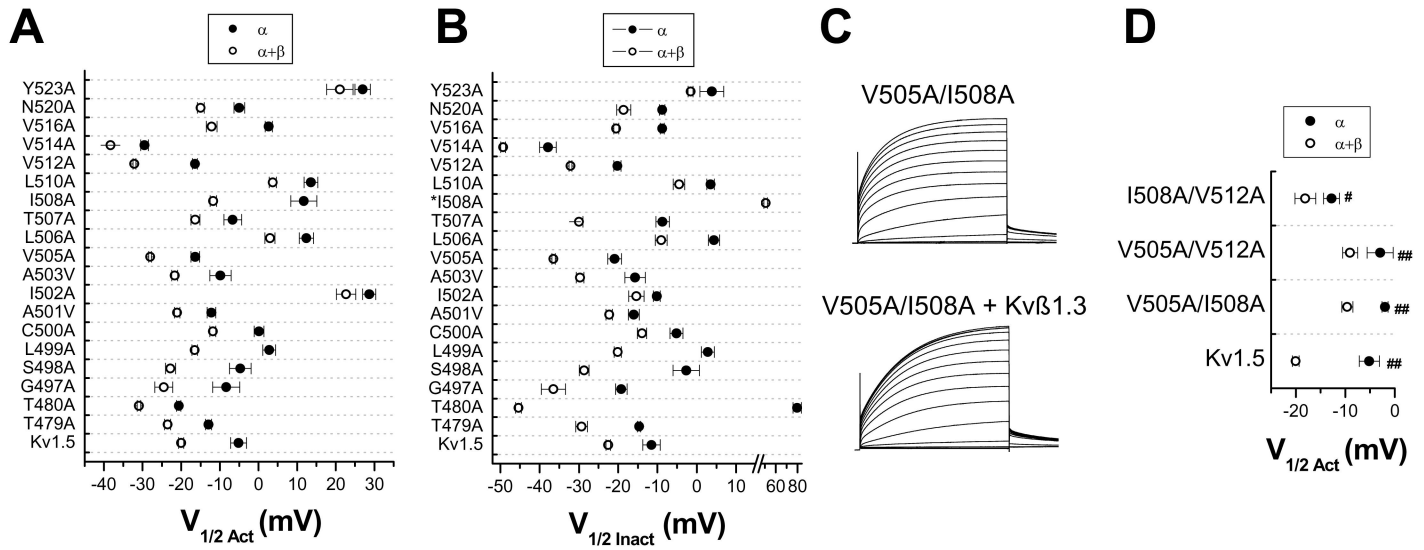 A
α
α+β
Y523A
N520A
V516A
V514A
V512A
L510A
I508A
T507A
L506A
V505A
A503V
I502A
A501V
C500A
L499A
S498A
G497A
T480A
T479A
Kv1.5
-40 -30 -20 -10 0 10 20 30
V1/2 Act (mV)
B
α
α+β
Y523A
N520A
V516A
V514A
V512A
L510A
*I508A
T507A
L506A
V505A
A503V
I502A
A501V
C500A
L499A
S498A
G497A
T480A
T479A
Kv1.5
-50 -40 -30 -20 -10 0 10 // 60 80
V1/2 Inact (mV)
C
V505A/I508A
V505A/I508A + Kvß1.3
D
α
α+β
I508A/V512A #
V505A/V512A ##
V505A/I508A ##
Kv1.5 ##
-20 -10 0
V1/2 Act (mV)